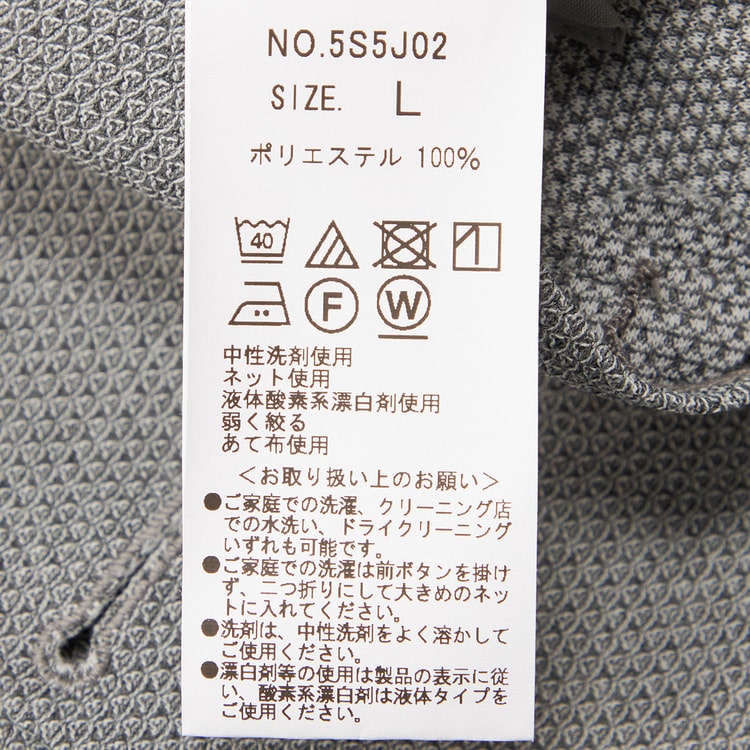 NO.5S5J02
SIZE. L
ポリエステル 100%
40
F W
中性洗剤使用
ネット使用
液体酸素系漂白剤使用
弱く絞る
あて布使用
＜お取り扱い上のお願い＞
●ご家庭での洗濯、クリーニング店
での水洗い、ドライクリーニング
いずれも可能です。
●ご家庭での洗濯は前ボタンを掛け
ず、二つ折りにして大きめのネッ
トに入れてください。
●洗剤は、中性洗剤をよく溶かして
ご使用ください。
●漂白剤等の使用は製品の表示に従
い、酸素系漂白剤は液体タイプを
ご使用ください。